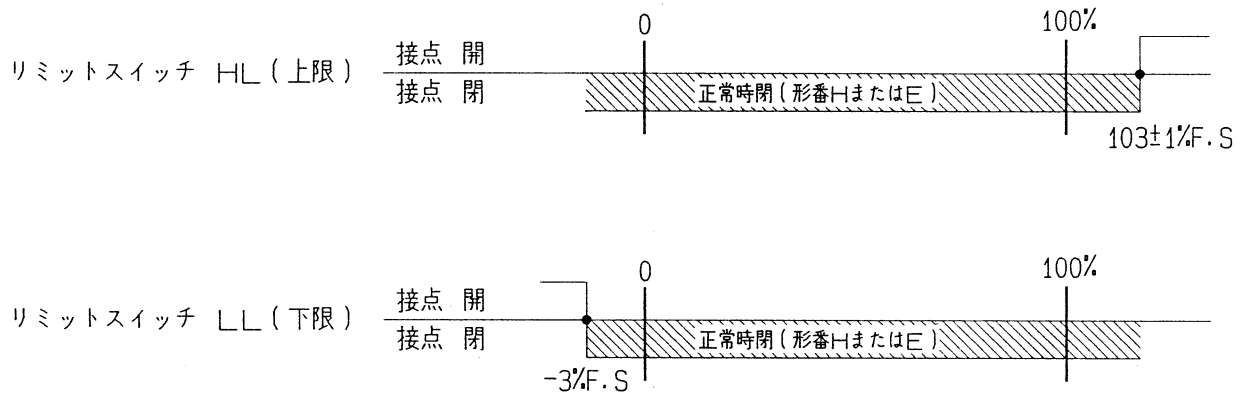 0
100%
リミットスイッチ HL(上限)
接点 開
接点 閉
正常時閉(形番HまたはE)
103±1%F.S
0
100%
リミットスイッチ LL(下限)
接点 開
接点 閉
正常時閉(形番HまたはE)
-3%F.S